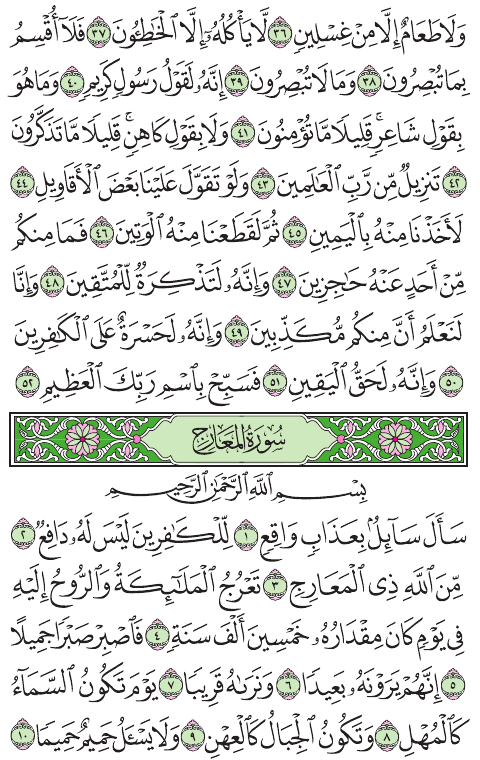 وَلَا طَعَامٌ إِلَّا مِنْ غِسْلِينٍ ٣٦ لَّا يَأْكُلُهُۥٓ إِلَّا ٱلْخَٰطِـُٔونَ ٣٧ فَلَآ أُقْسِمُ
بِمَا تُبْصِرُونَ ٣٨ وَمَا لَا تُبْصِرُونَ ٣٩ إِنَّهُۥ لَقَوْلُ رَسُولٍ كَرِيمٍ ٤٠ وَمَا هُوَ
بِقَوْلِ شَاعِرٍ ۚ قَلِيلًا مَّا تُؤْمِنُونَ ٤١ وَلَا بِقَوْلِ كَاهِنٍ ۚ قَلِيلًا مَّا تَذَكَّرُونَ
٤٢ تَنزِيلٌ مِّن رَّبِّ ٱلْعَٰلَمِينَ ٤٣ وَلَوْ تَقَوَّلَ عَلَيْنَا بَعْضَ ٱلْأَقَاوِيلِ ٤٤
لَأَخَذْنَا مِنْهُ بِٱلْيَمِينِ ٤٥ ثُمَّ لَقَطَعْنَا مِنْهُ ٱلْوَتِينَ ٤٦ فَمَا مِنكُم
مِّنْ أَحَدٍ عَنْهُ حَٰجِزِينَ ٤٧ وَإِنَّهُۥ لَتَذْكِرَةٌ لِّلْمُتَّقِينَ ٤٨ وَإِنَّا
لَنَعْلَمُ أَنَّ مِنكُم مُّكَذِّبِينَ ٤٩ وَإِنَّهُۥ لَحَسْرَةٌ عَلَى ٱلْكَٰفِرِينَ
٥٠ وَإِنَّهُۥ لَحَقُّ ٱلْيَقِينِ ٥١ فَسَبِّحْ بِٱسْمِ رَبِّكَ ٱلْعَظِيمِ ٥٢
سُورَةُ المَعَارِجِ
بِسْمِ ٱللَّهِ ٱلرَّحْمَٰنِ ٱلرَّحِيمِ
سَأَلَ سَآئِلٌۢ بِعَذَابٍ وَاقِعٍ ١ لِّلْكَٰفِرِينَ لَيْسَ لَهُۥ دَافِعٌ ٢
مِّنَ ٱللَّهِ ذِى ٱلْمَعَارِجِ ٣ تَعْرُجُ ٱلْمَلَٰٓئِكَةُ وَٱلرُّوحُ إِلَيْهِ
فِى يَوْمٍ كَانَ مِقْدَارُهُۥ خَمْسِينَ أَلْفَ سَنَةٍ ٤ فَٱصْبِرْ صَبْرًا جَمِيلًا
٥ إِنَّهُمْ يَرَوْنَهُۥ بَعِيدًا ٦ وَنَرَىٰهُ قَرِيبًا ٧ يَوْمَ تَكُونُ ٱلسَّمَآءُ
كَٱلْمُهْلِ ٨ وَتَكُونُ ٱلْجِبَالُ كَٱلْعِهْنِ ٩ وَلَا يَسْـَٔلُ حَمِيمٌ حَمِيمًا ١٠